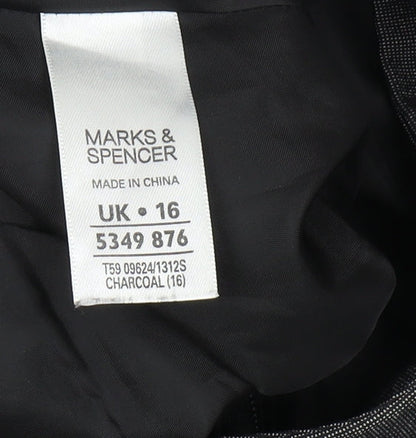 MARKS &
SPENCER
MADE IN CHINA
UK • 16
5349 876
T59 09624/1312S
CHARCOAL (16)